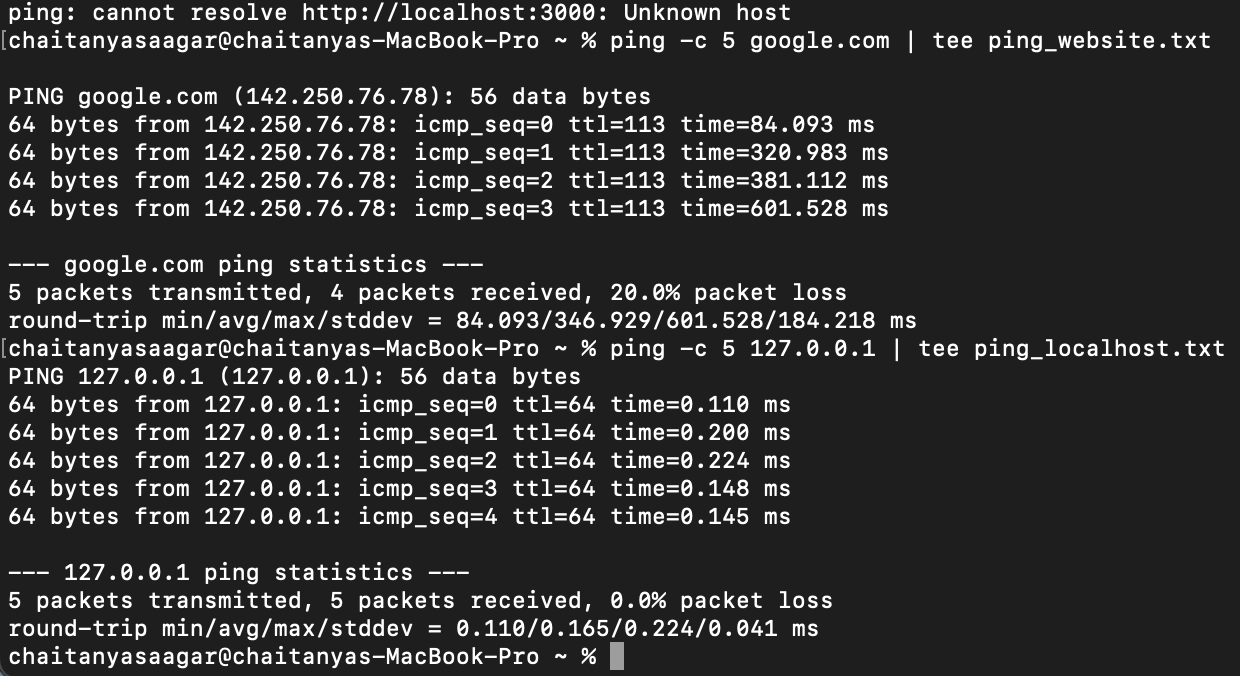 ping: cannot resolve http://localhost:3000: Unknown host
[chaitanyasaagar@chaitanyas-MacBook-Pro ~ % ping -c 5 google.com | tee ping_website.txt
PING google.com (142.250.76.78): 56 data bytes
64 bytes from 142.250.76.78: icmp_seq=0 ttl=113 time=84.093 ms
64 bytes from 142.250.76.78: icmp_seq=1 ttl=113 time=320.983 ms
64 bytes from 142.250.76.78: icmp_seq=2 ttl=113 time=381.112 ms
64 bytes from 142.250.76.78: icmp_seq=3 ttl=113 time=601.528 ms
--- google.com ping statistics ---
5 packets transmitted, 4 packets received, 20.0% packet loss
round-trip min/avg/max/stddev = 84.093/346.929/601.528/184.218 ms
[chaitanyasaagar@chaitanyas-MacBook-Pro ~ % ping -c 5 127.0.0.1 | tee ping_localhost.txt
PING 127.0.0.1 (127.0.0.1): 56 data bytes
64 bytes from 127.0.0.1: icmp_seq=0 ttl=64 time=0.110 ms
64 bytes from 127.0.0.1: icmp_seq=1 ttl=64 time=0.200 ms
64 bytes from 127.0.0.1: icmp_seq=2 ttl=64 time=0.224 ms
64 bytes from 127.0.0.1: icmp_seq=3 ttl=64 time=0.148 ms
64 bytes from 127.0.0.1: icmp_seq=4 ttl=64 time=0.145 ms
--- 127.0.0.1 ping statistics ---
5 packets transmitted, 5 packets received, 0.0% packet loss
round-trip min/avg/max/stddev = 0.110/0.165/0.224/0.041 ms
chaitanyasaagar@chaitanyas-MacBook-Pro ~ %